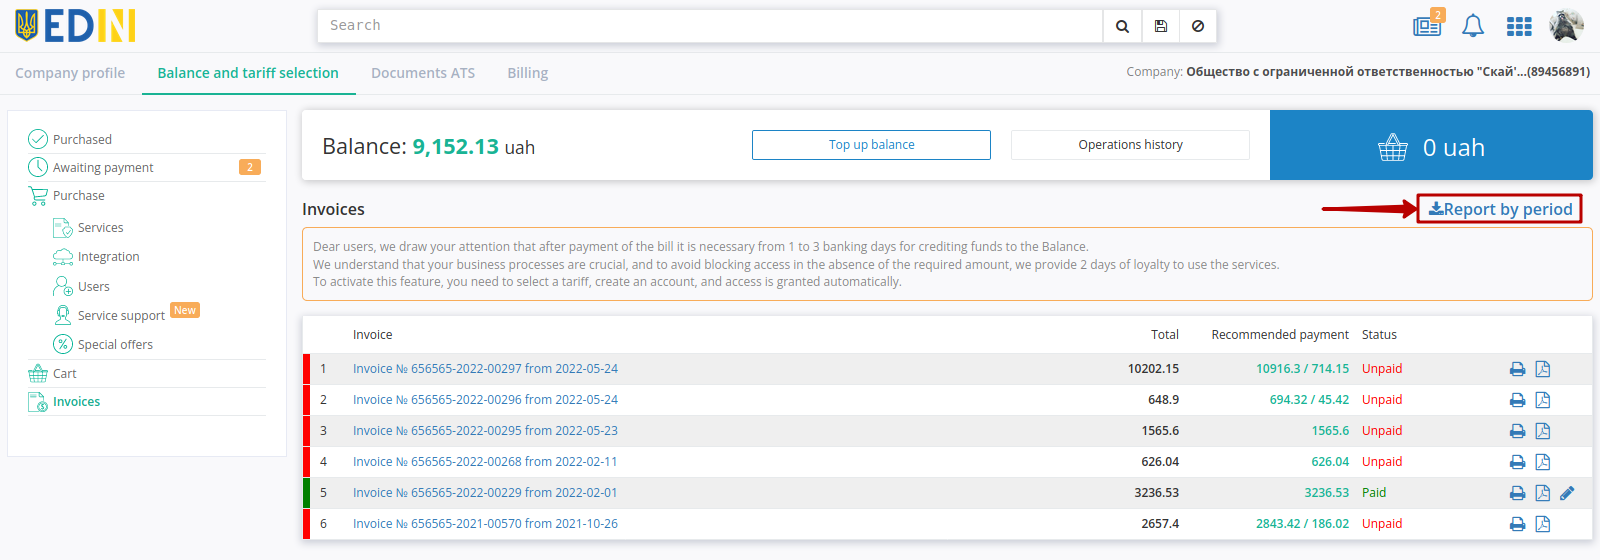 EDIN
Search
2
Company profile
Balance and tariff selection
Documents ATS
Billing
Company: Общество с ограниченной ответственностью "Скай'...(89456891)
Purchased
Awaiting payment 2
Purchase
Services
Integration
Users
Service support New
Special offers
Cart
Invoices
Balance: 9,152.13 uah
Top up balance
Operations history
0 uah
Invoices
Report by period
Dear users, we draw your attention that after payment of the bill it is necessary from 1 to 3 banking days for crediting funds to the Balance.
We understand that your business processes are crucial, and to avoid blocking access in the absence of the required amount, we provide 2 days of loyalty to use the services.
To activate this feature, you need to select a tariff, create an account, and access is granted automatically.
Invoice Total Recommended payment Status
1 Invoice № 656565-2022-00297 from 2022-05-24 10202.15 10916.3 / 714.15 Unpaid
2 Invoice № 656565-2022-00296 from 2022-05-24 648.9 694.32 / 45.42 Unpaid
3 Invoice № 656565-2022-00295 from 2022-05-23 1565.6 1565.6 Unpaid
4 Invoice № 656565-2022-00268 from 2022-02-11 626.04 626.04 Unpaid
5 Invoice № 656565-2022-00229 from 2022-02-01 3236.53 3236.53 Paid
6 Invoice № 656565-2021-00570 from 2021-10-26 2657.4 2843.42 / 186.02 Unpaid